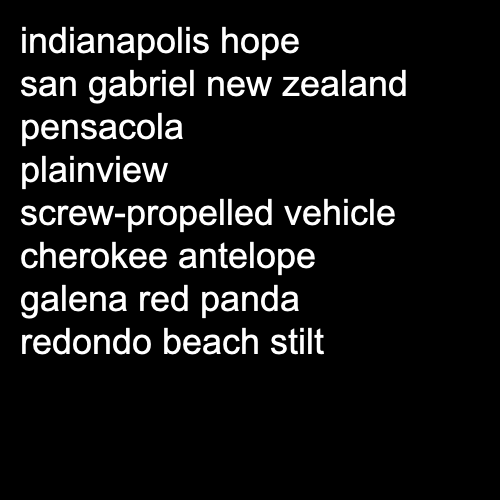 indianapolis hope
san gabriel new zealand
pensacola
plainview
screw-propelled vehicle
cherokee antelope
galena red panda
redondo beach stilt